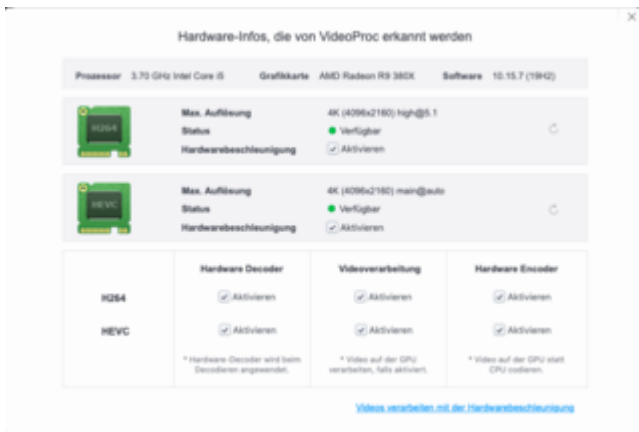 Hardware-Infos, die von VideoProc erkannt werden
Prozessor 3.70 GHz Intel Core i5 Grafikkarte AMD Radeon R9 380X Software 10.15.7 (19H2)
H264
Max. Auflösung 4K (4096x2160) high@5.1
Status Verfügbar
Hardwarebeschleunigung Aktivieren
HEVC
Max. Auflösung 4K (4096x2160) main@auto
Status Verfügbar
Hardwarebeschleunigung Aktivieren
Hardware Decoder Videoverarbeitung Hardware Encoder
H264 Aktivieren Aktivieren Aktivieren
HEVC Aktivieren Aktivieren Aktivieren
* Hardware-Decoder wird beim * Video auf der GPU * Video auf der GPU statt
Decodieren angewendet. verarbeiten, falls aktiviert. CPU codieren.
Videos verarbeiten mit der Hardwarebeschleunigung